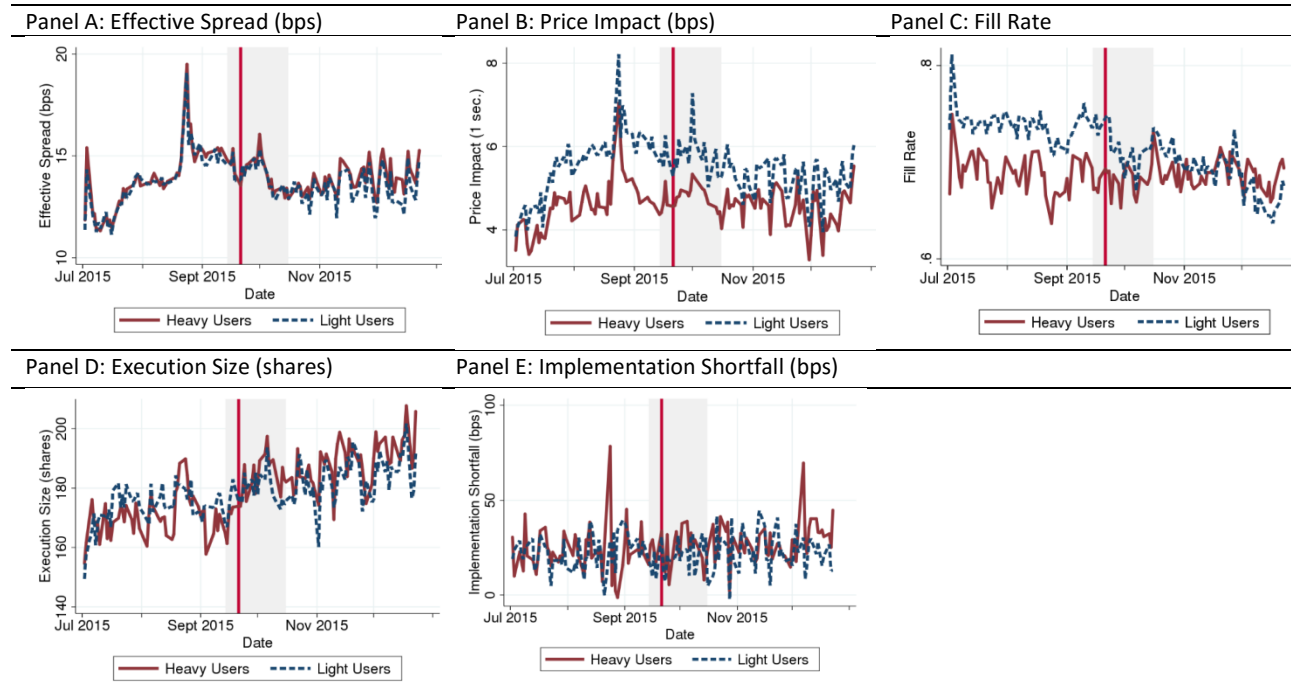 Panel A: Effective Spread (bps)
Effective Spread (bps)
20
15
10
Jul 2015
Sept 2015
Nov 2015
Date
Heavy Users
Light Users
Panel B: Price Impact (bps)
Price Impact (1 sec.)
8
6
4
Jul 2015
Sept 2015
Nov 2015
Date
Heavy Users
Light Users
Panel C: Fill Rate
Fill Rate
.8
.6
Jul 2015
Sept 2015
Nov 2015
Date
Heavy Users
Light Users
Panel D: Execution Size (shares)
Execution Size (shares)
200
180
160
140
Jul 2015
Sept 2015
Nov 2015
Date
Heavy Users
Light Users
Panel E: Implementation Shortfall (bps)
Implementation Shortfall (bps)
100
50
0
Jul 2015
Sept 2015
Nov 2015
Date
Heavy Users
Light Users